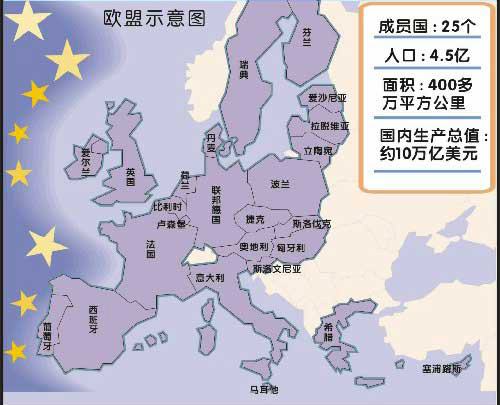 欧盟示意图
成员国：25个
人口：4.5亿
面积：400多
万平方公里
国内生产总值：
约10万亿美元
芬兰
瑞典
爱沙尼亚
拉脱维亚
立陶宛
丹麦
爱尔兰
英国
荷兰
联邦德国
波兰
比利时
卢森堡
捷克
斯洛伐克
法国
奥地利
匈牙利
斯洛文尼亚
意大利
西班牙
葡萄牙
希腊
马耳他
塞浦路斯